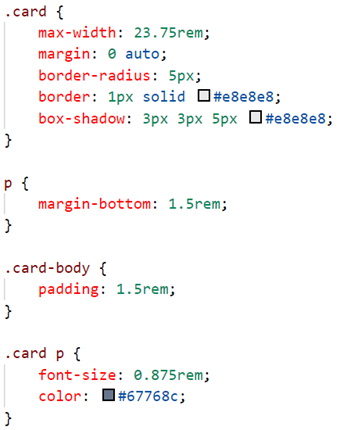 .card {
max-width: 23.75rem;
margin: 0 auto;
border-radius: 5px;
border: 1px solid #e8e8e8;
box-shadow: 3px 3px 5px #e8e8e8;
}
p {
margin-bottom: 1.5rem;
}
.card-body {
padding: 1.5rem;
}
.card p {
font-size: 0.875rem;
color: #67768c;
}